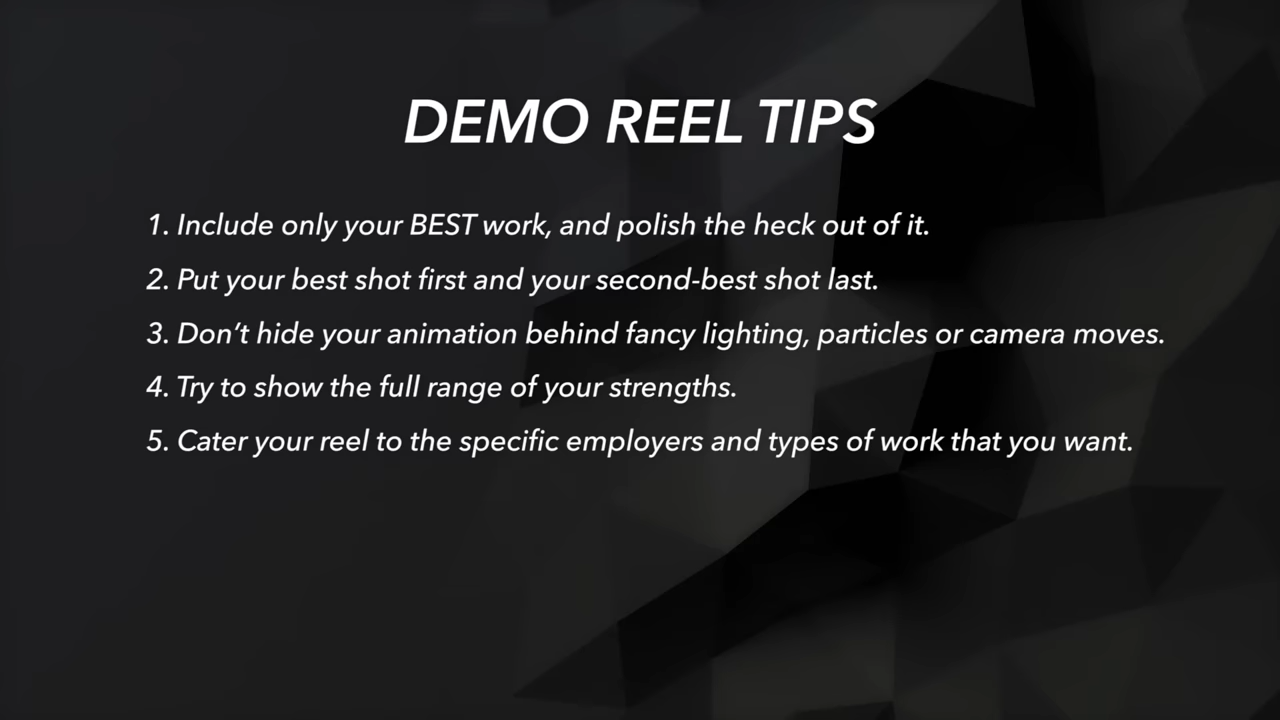 DEMO REEL TIPS
1. Include only your BEST work, and polish the heck out of it.
2. Put your best shot first and your second-best shot last.
3. Don’t hide your animation behind fancy lighting, particles or camera moves.
4. Try to show the full range of your strengths.
5. Cater your reel to the specific employers and types of work that you want.